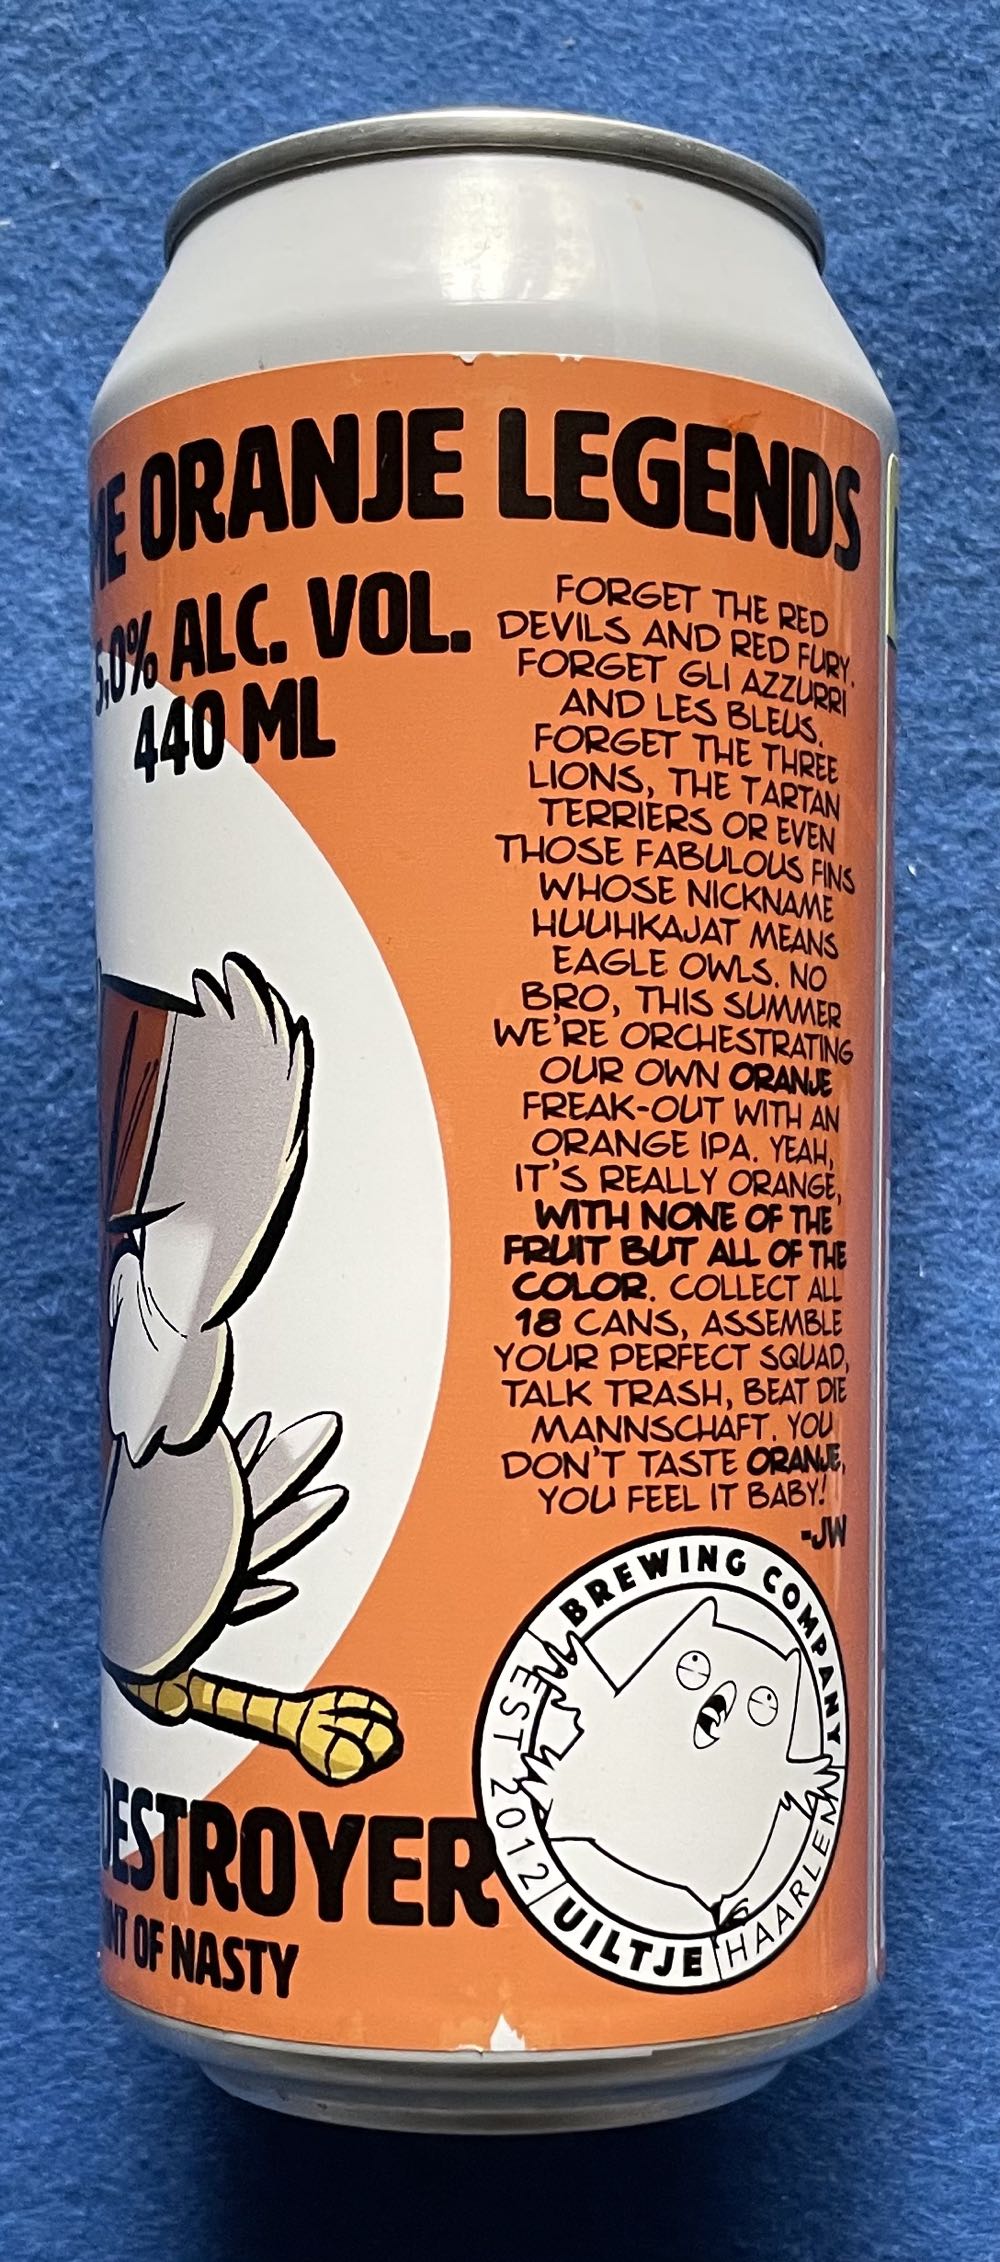 ORANJE LEGENDS
5,0% ALC. VOL.
440 ML
FORGET THE RED
DEVILS AND RED FURY.
FORGET GLI AZZURRI
AND LES BLEUS.
FORGET THE THREE
LIONS, THE TARTAN
TERRIERS OR EVEN
THOSE FABULOUS FINS
WHOSE NICKNAME
HUUHKAJAT MEANS
EAGLE OWLS. NO
BRO, THIS SUMMER
WE'RE ORCHESTRATING
OUR OWN ORANJE
FREAK-OUT WITH AN
ORANGE IPA. YEAH,
IT'S REALLY ORANGE,
WITH NONE OF THE
FRUIT BUT ALL OF THE
COLOR. COLLECT ALL
18 CANS, ASSEMBLE
YOUR PERFECT SQUAD,
TALK TRASH, BEAT DIE
MANNSCHAFT. YOU
DON'T TASTE ORANJE,
YOU FEEL IT BABY!
-JW
BREWING COMPANY
EST 2012
UILTJE
HAARLEM
DESTROYER
OF NASTY